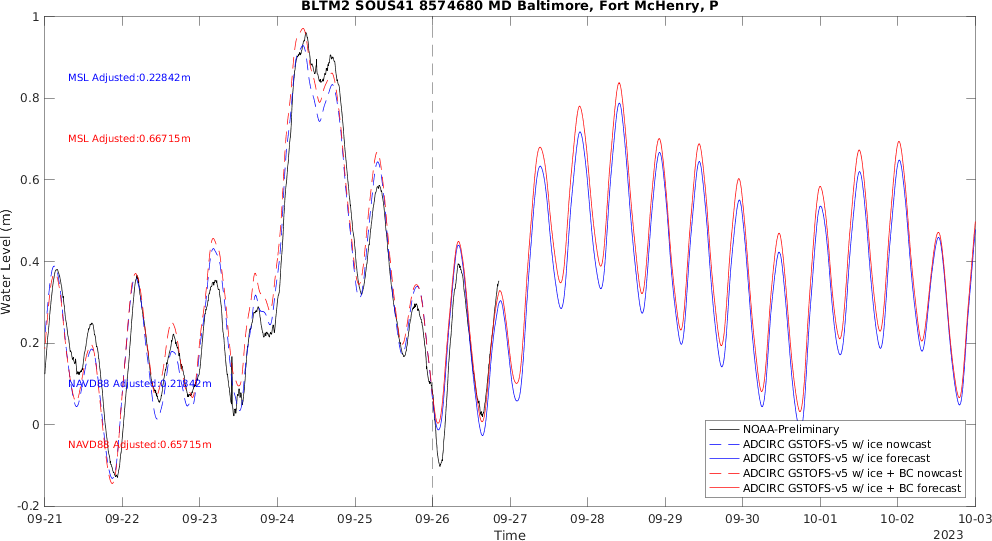 BLTM2 SOUS41 8574680 MD Baltimore, Fort McHenry, P
Water Level (m)
1
0.8
0.6
0.4
0.2
0
-0.2
MSL Adjusted:0.22842m
MSL Adjusted:0.66715m
NAVD88 Adjusted:0.21842m
NAVD88 Adjusted:0.65715m
NOAA-Preliminary
ADCIRC GSTOFS-v5 w/ ice nowcast
ADCIRC GSTOFS-v5 w/ ice forecast
ADCIRC GSTOFS-v5 w/ ice + BC nowcast
ADCIRC GSTOFS-v5 w/ ice + BC forecast
09-21 09-22 09-23 09-24 09-25 09-26 09-27 09-28 09-29 09-30 10-01 10-02 10-03
Time
2023